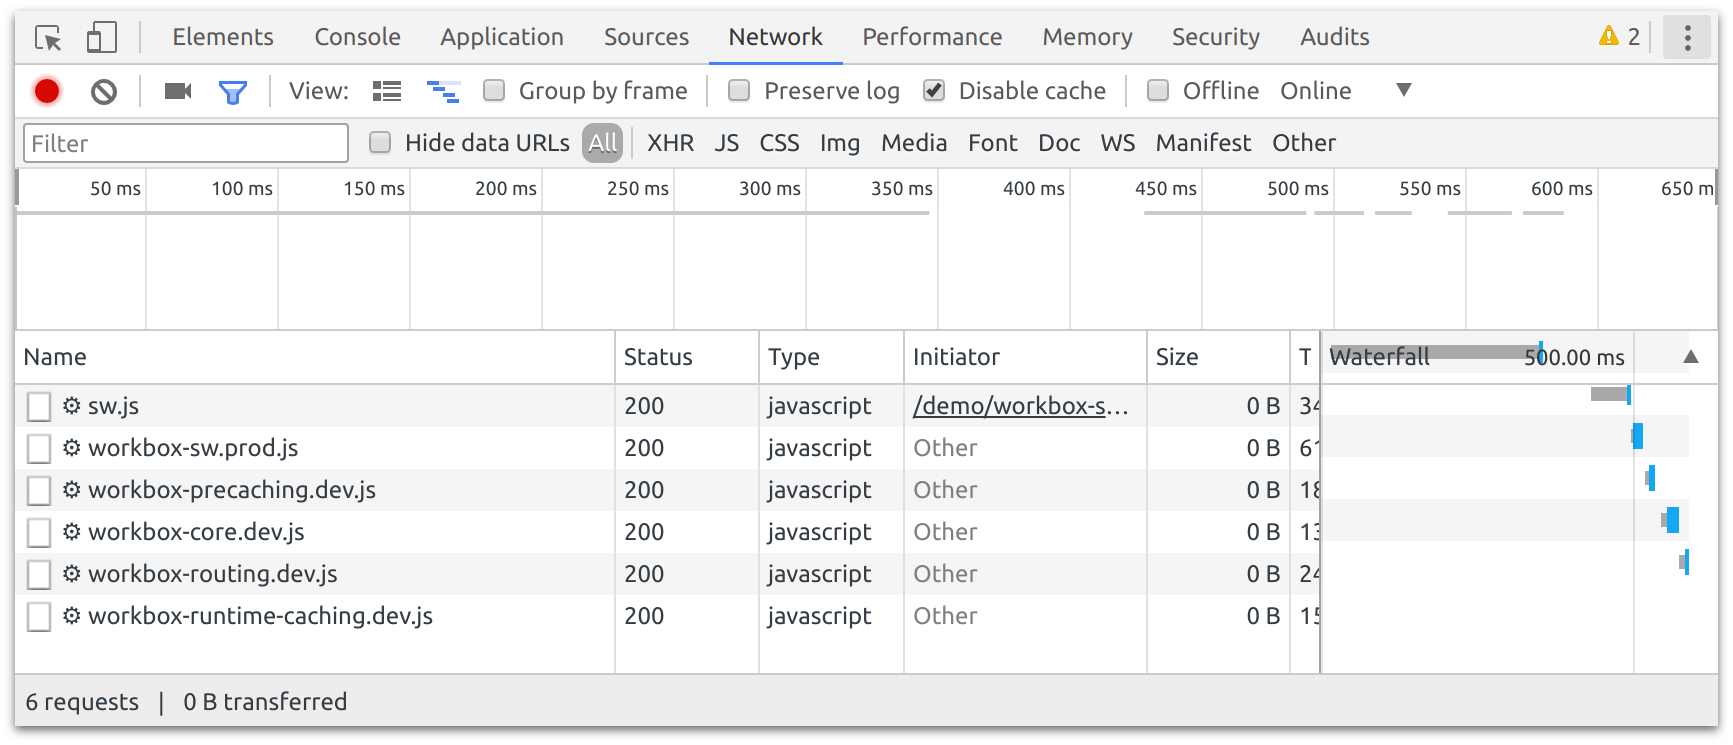 Elements Console Application Sources Network Performance Memory Security Audits 2
View: Group by frame Preserve log Disable cache Offline Online
Filter Hide data URLs All XHR JS CSS Img Media Font Doc WS Manifest Other
50 ms 100 ms 150 ms 200 ms 250 ms 300 ms 350 ms 400 ms 450 ms 500 ms 550 ms 600 ms 650 m
Name Status Type Initiator Size T Waterfall 500.00 ms
sw.js 200 javascript /demo/workbox-s… 0 B 34
workbox-sw.prod.js 200 javascript Other 0 B 61
workbox-precaching.dev.js 200 javascript Other 0 B 18
workbox-core.dev.js 200 javascript Other 0 B 13
workbox-routing.dev.js 200 javascript Other 0 B 24
workbox-runtime-caching.dev.js 200 javascript Other 0 B 15
6 requests | 0 B transferred